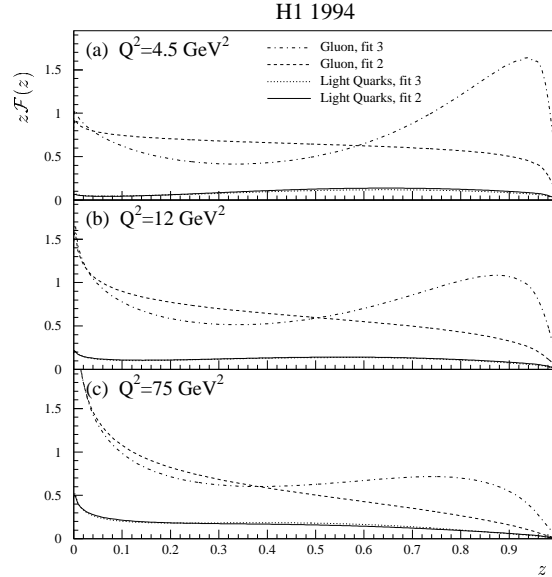 H1 1994
z F(z)
(a) Q²=4.5 GeV²
Gluon, fit 3
Gluon, fit 2
Light Quarks, fit 3
Light Quarks, fit 2
1.5
1
0.5
0
(b) Q²=12 GeV²
1.5
1
0.5
0
(c) Q²=75 GeV²
1.5
1
0.5
0
0 0.1 0.2 0.3 0.4 0.5 0.6 0.7 0.8 0.9
z